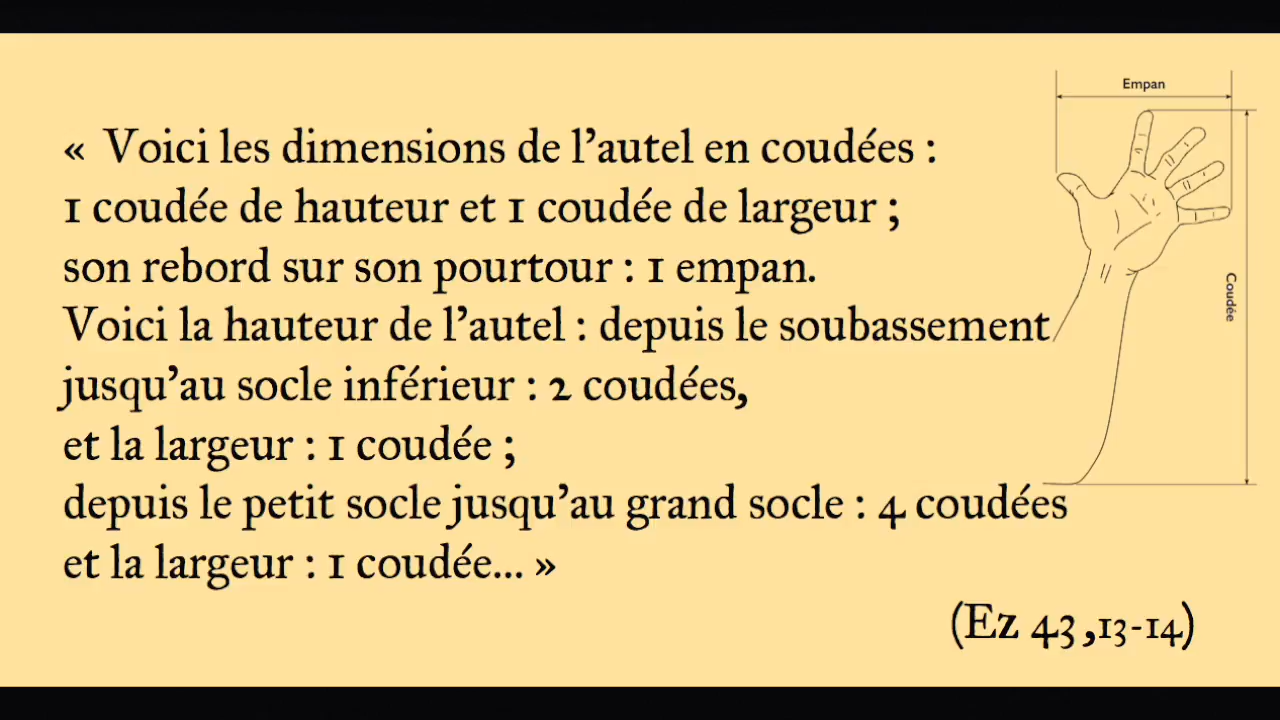 Empan
« Voici les dimensions de l’autel en coudées :
1 coudée de hauteur et 1 coudée de largeur ;
son rebord sur son pourtour : 1 empan.
Voici la hauteur de l’autel : depuis le soubassement
jusqu’au socle inférieur : 2 coudées,
et la largeur : 1 coudée ;
depuis le petit socle jusqu’au grand socle : 4 coudées
et la largeur : 1 coudée... »
(Ez 43,13-14)
Coudée